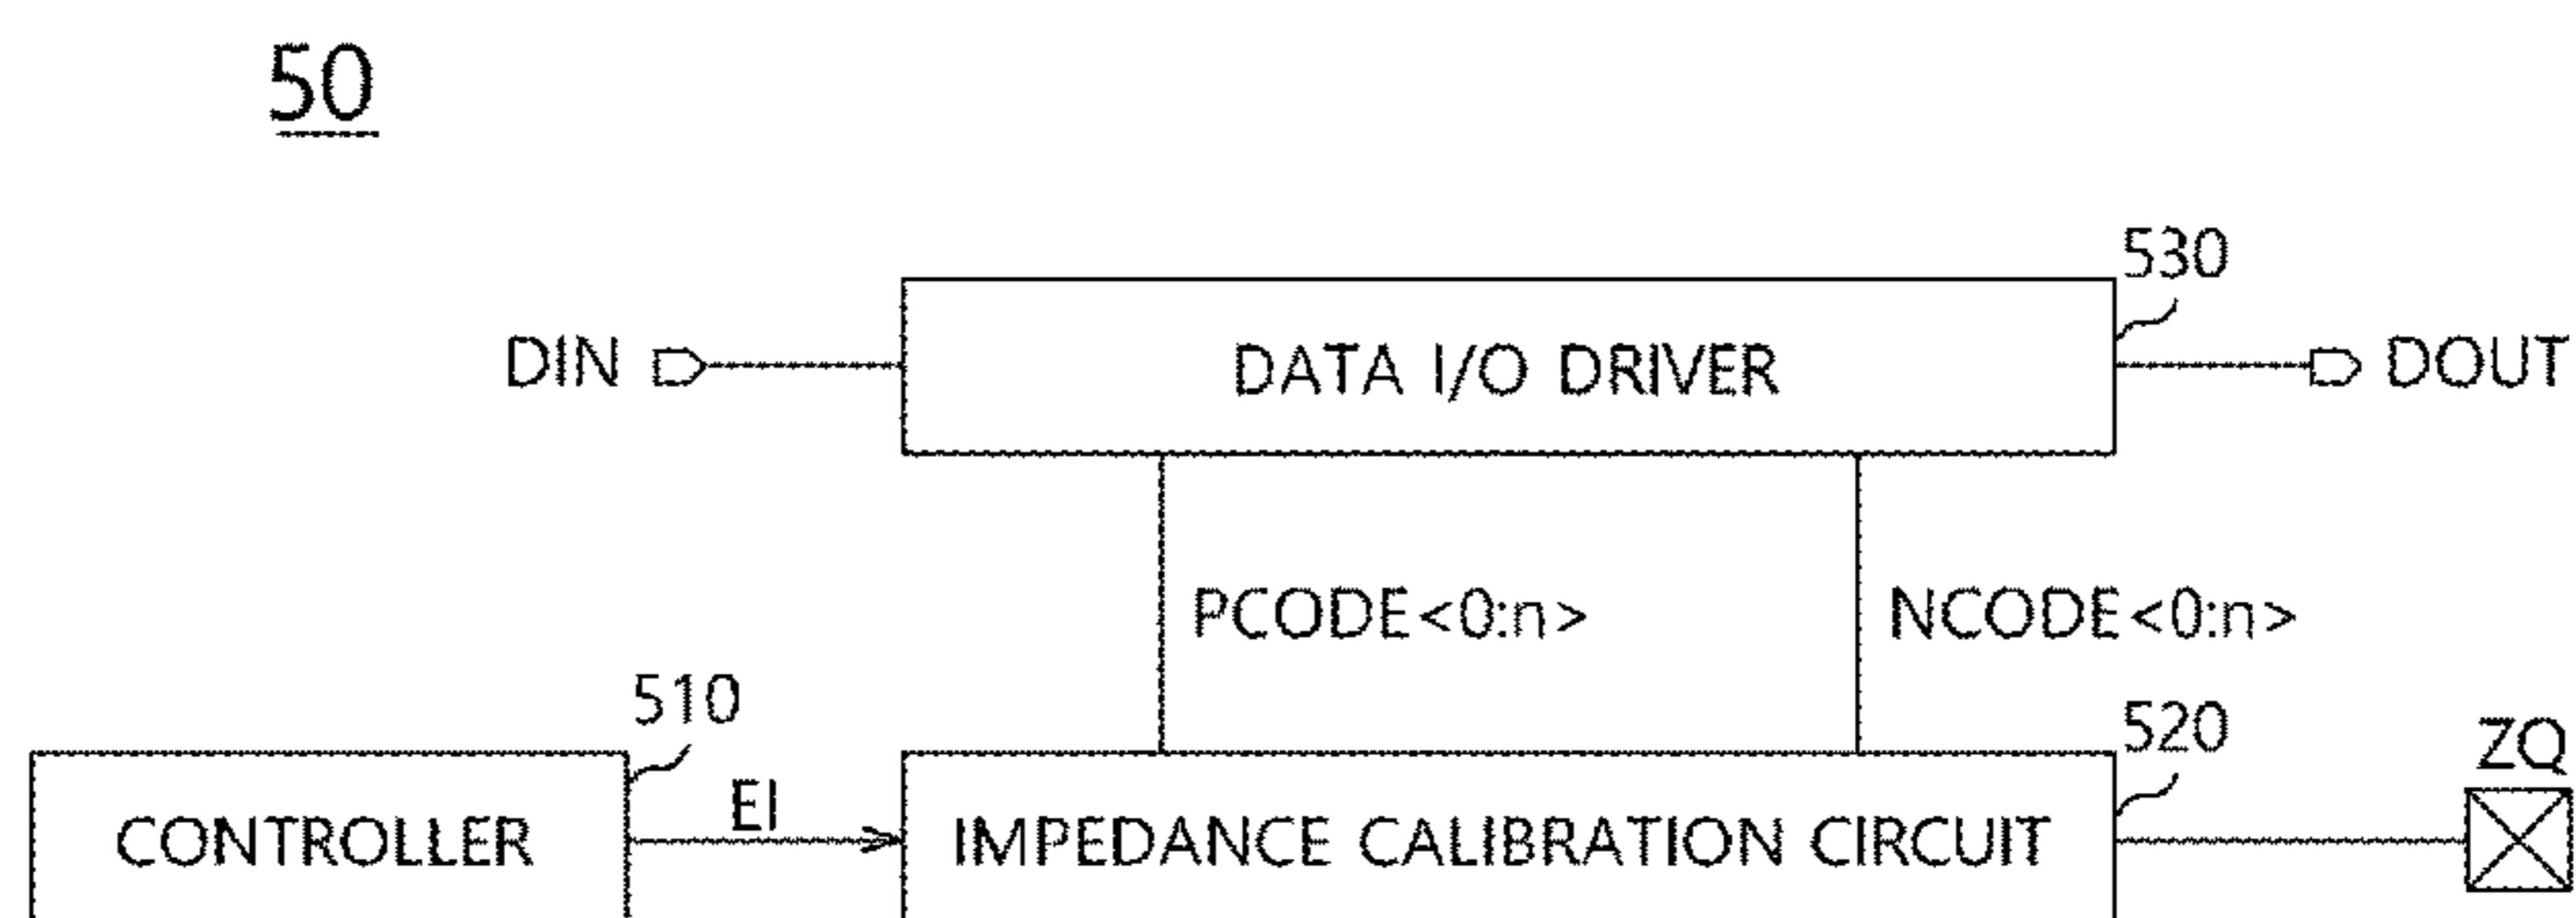 50
530
DIN DATA I/O DRIVER DOUT
PCODE<0:n> NCODE<0:n>
510 520 ZQ
CONTROLLER EI IMPEDANCE CALIBRATION CIRCUIT